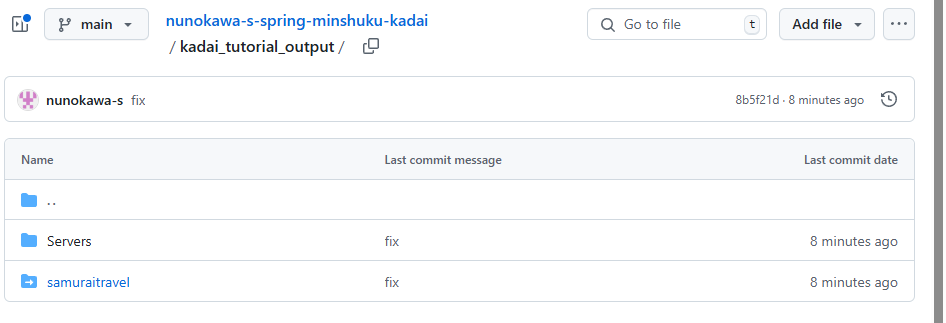 main
nunokawa-s-spring-minshuku-kadai
/ kadai_tutorial_output /
Go to file
t
Add file
nunokawa-s fix
8b5f21d · 8 minutes ago
Name Last commit message Last commit date
..
Servers fix 8 minutes ago
samuraitravel fix 8 minutes ago